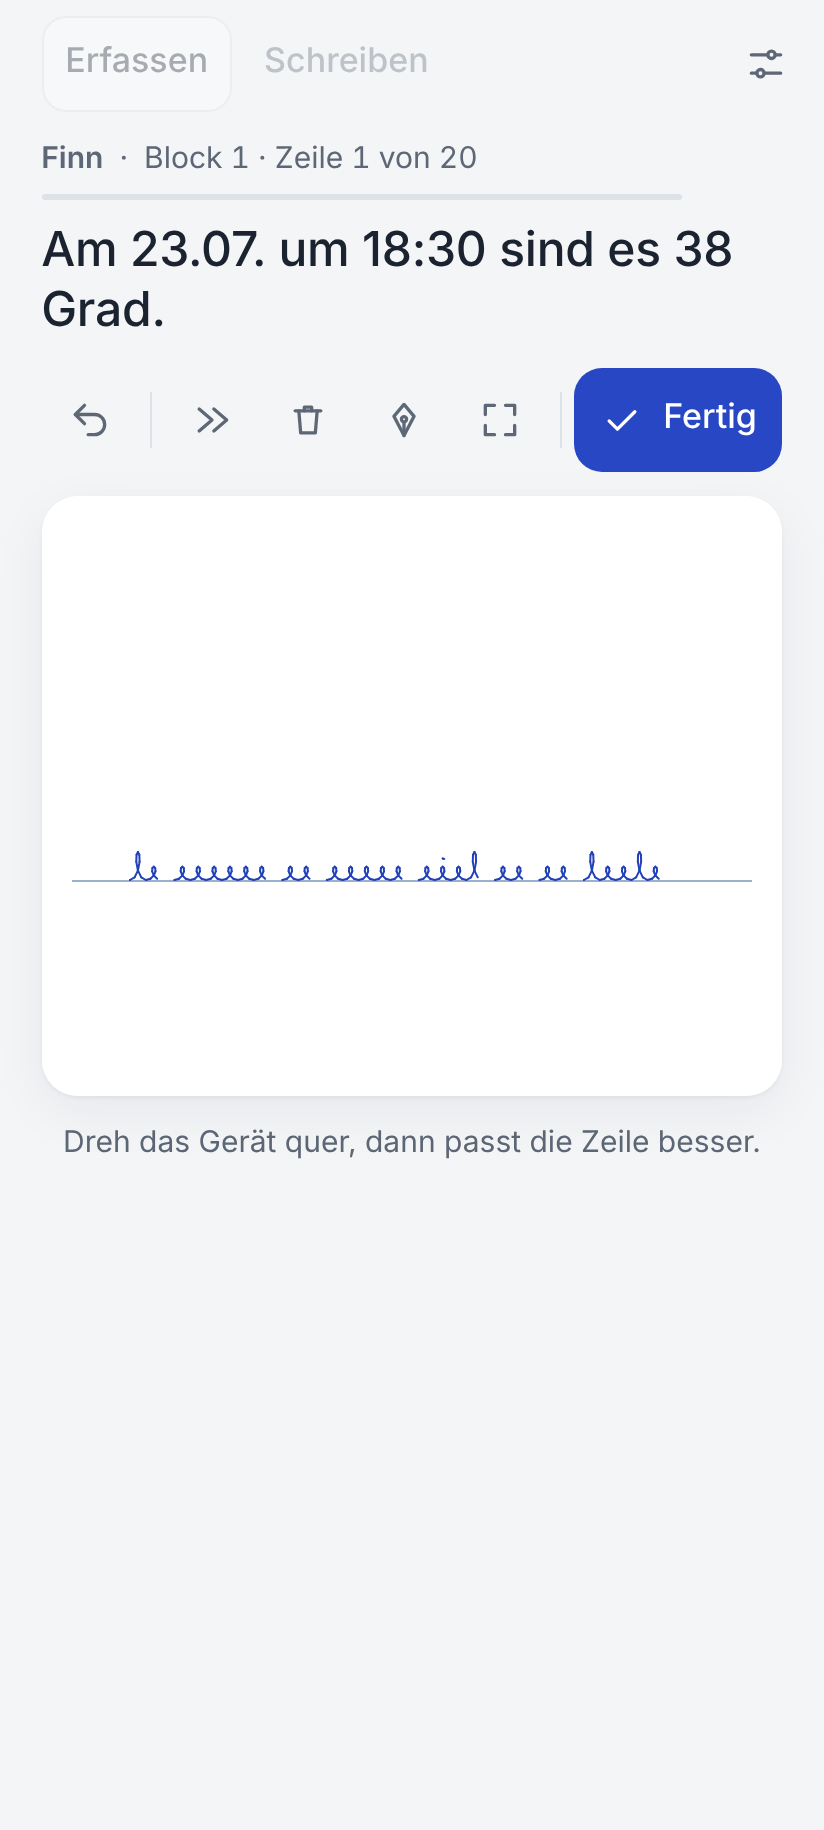 Erfassen Schreiben
Finn · Block 1 · Zeile 1 von 20
Am 23.07. um 18:30 sind es 38
Grad.
Fertig
Dreh das Gerät quer, dann passt die Zeile besser.